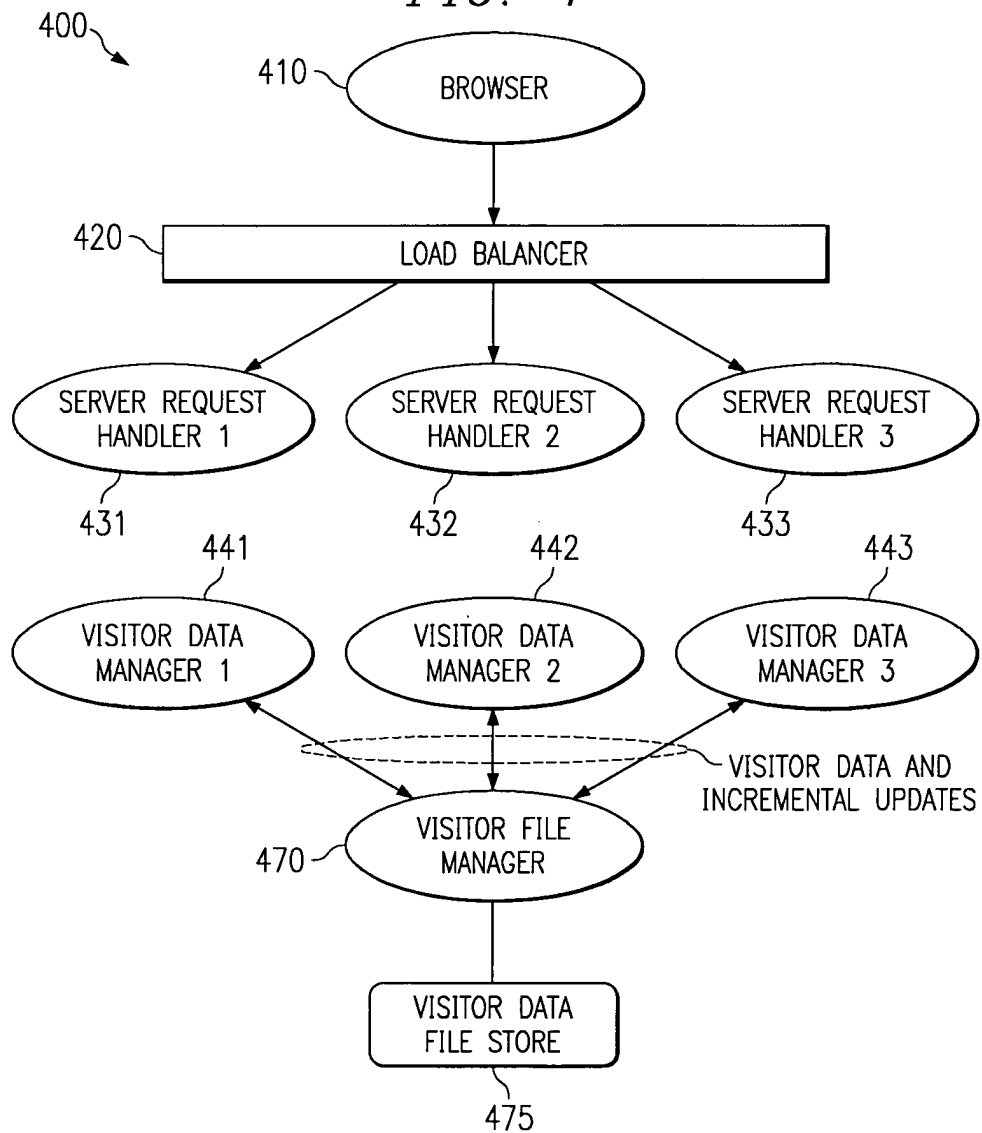 FIG. 4
400
410
BROWSER
420
LOAD BALANCER
SERVER REQUEST
HANDLER 1
SERVER REQUEST
HANDLER 2
SERVER REQUEST
HANDLER 3
431
432
433
441
442
443
VISITOR DATA
MANAGER 1
VISITOR DATA
MANAGER 2
VISITOR DATA
MANAGER 3
VISITOR DATA AND
INCREMENTAL UPDATES
470
VISITOR FILE
MANAGER
VISITOR DATA
FILE STORE
475